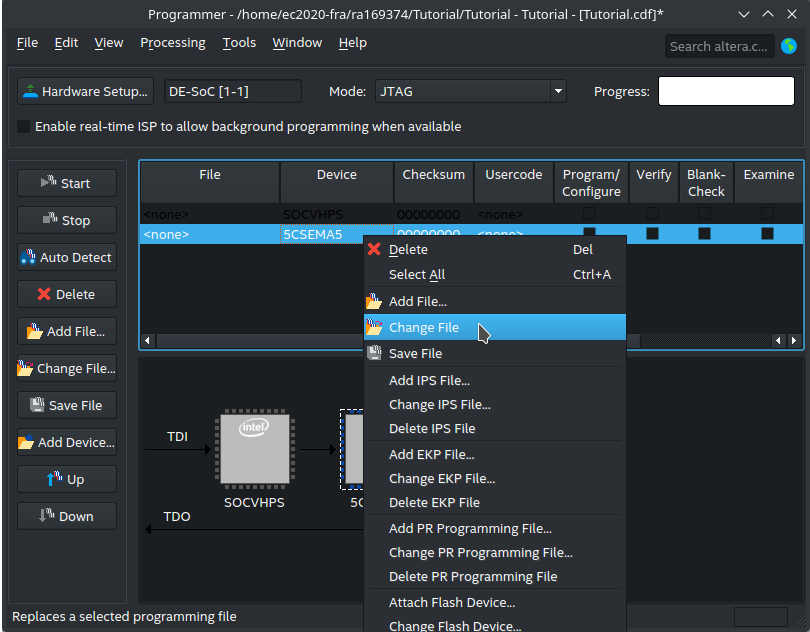 Programmer - /home/ec2020-fra/ra169374/Tutorial/Tutorial - Tutorial - [Tutorial.cdf]*
File Edit View Processing Tools Window Help
Search altera.c...
Hardware Setup... DE-SoC [1-1] Mode: JTAG Progress:
Enable real-time ISP to allow background programming when available
Start
Stop
Auto Detect
Delete
Add File...
Change File...
Save File
Add Device...
Up
Down
File Device Checksum Usercode Program/ Verify Blank- Examine
Configure Check
<none> SOCVHPS 00000000 <none>
<none> 5CSEMA5 00000000 <none>
Delete Del
Select All Ctrl+A
Add File...
Change File
Save File
Add IPS File...
Change IPS File...
Delete IPS File
Add EKP File...
Change EKP File...
Delete EKP File
Add PR Programming File...
Change PR Programming File...
Delete PR Programming File
Attach Flash Device...
Change Flash Device...
TDI
intel
SOCVHPS
5C
TDO
Replaces a selected programming file